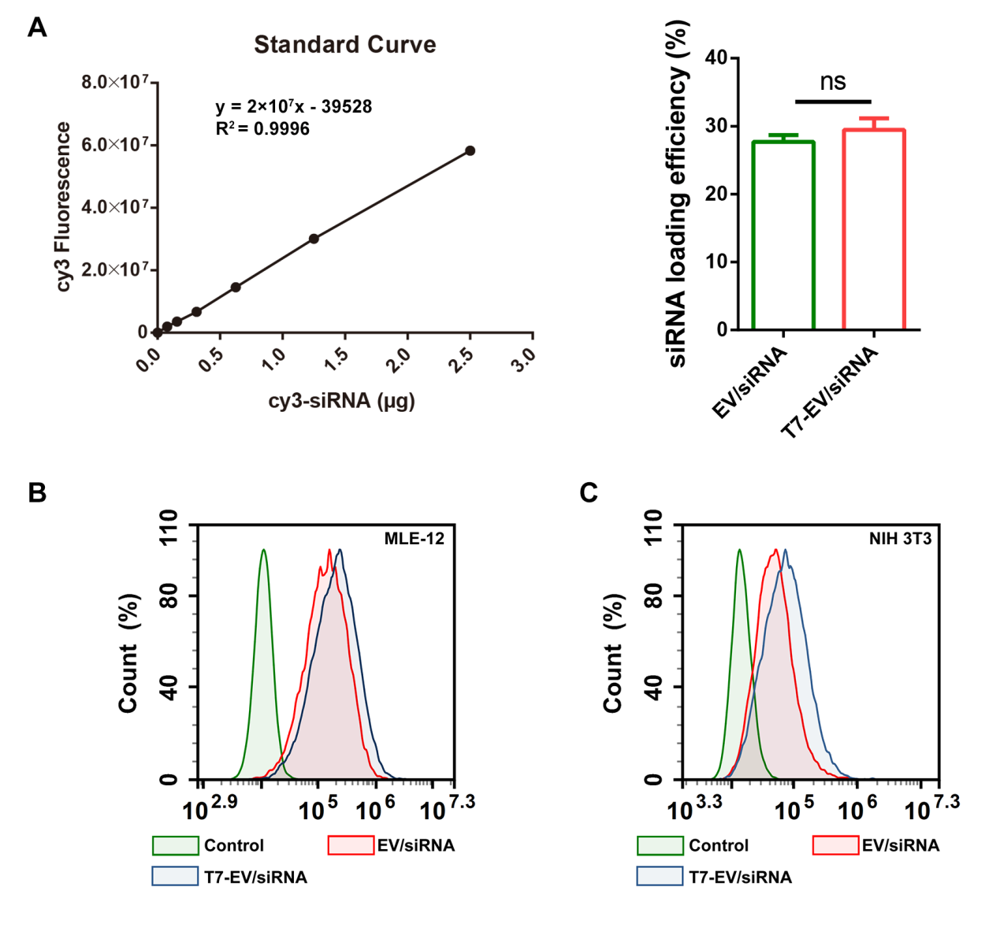 A
Standard Curve
y = 2×10⁷x - 39528
R² = 0.9996
cy3 Fluorescence
8.0×10⁷
6.0×10⁷
4.0×10⁷
2.0×10⁷
0
0.0 0.5 1.0 1.5 2.0 2.5 3.0
cy3-siRNA (μg)
siRNA loading efficiency (%)
40
30
20
10
0
ns
EV/siRNA
T7-EV/siRNA
B
MLE-12
Count (%)
110
80
40
0
10^2.9 10^5 10^6 10^7.3
Control
EV/siRNA
T7-EV/siRNA
C
NIH 3T3
Count (%)
110
80
40
0
10^3.3 10^5 10^6 10^7.3
Control
EV/siRNA
T7-EV/siRNA